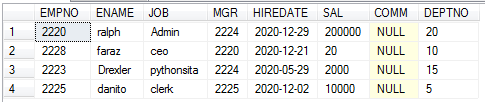 EMPNO ENAME JOB MGR HIREDATE SAL COMM DEPTNO
1 2220 ralph Admin 2224 2020-12-29 200000 NULL 20
2 2228 faraz ceo 2220 2020-12-21 20 NULL 10
3 2223 Drexler pythonsita 2224 2020-05-29 2000 NULL 15
4 2225 danito clerk 2225 2020-12-02 10000 NULL 5